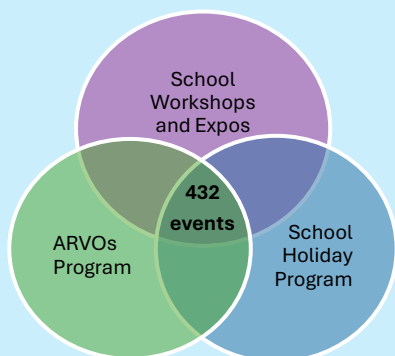 School
Workshops
and Expos
432
events
ARVOs
Program
School
Holiday
Program